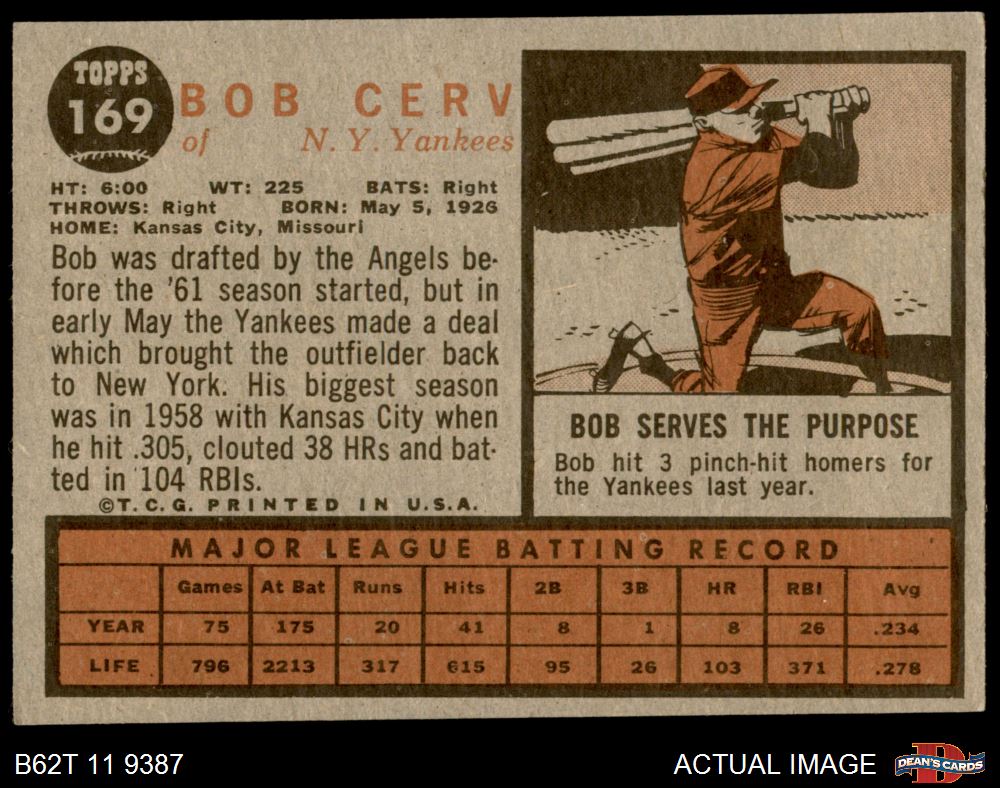 TOPPS
169
BOB CERV
of N. Y. Yankees
HT: 6:00 WT: 225 BATS: Right
THROWS: Right BORN: May 5, 1926
HOME: Kansas City, Missouri
Bob was drafted by the Angels be-
fore the '61 season started, but in
early May the Yankees made a deal
which brought the outfielder back
to New York. His biggest season
was in 1958 with Kansas City when
he hit .305, clouted 38 HRs and bat-
ted in 104 RBIs.
©T. C. G. PRINTED IN U.S.A.
BOB SERVES THE PURPOSE
Bob hit 3 pinch-hit homers for
the Yankees last year.
MAJOR LEAGUE BATTING RECORD
Games At Bat Runs Hits 2B 3B HR RBI Avg
YEAR 75 175 20 41 8 1 8 26 .234
LIFE 796 2213 317 615 95 26 103 371 .278
B62T 11 9387
ACTUAL IMAGE
DEAN'S CARDS